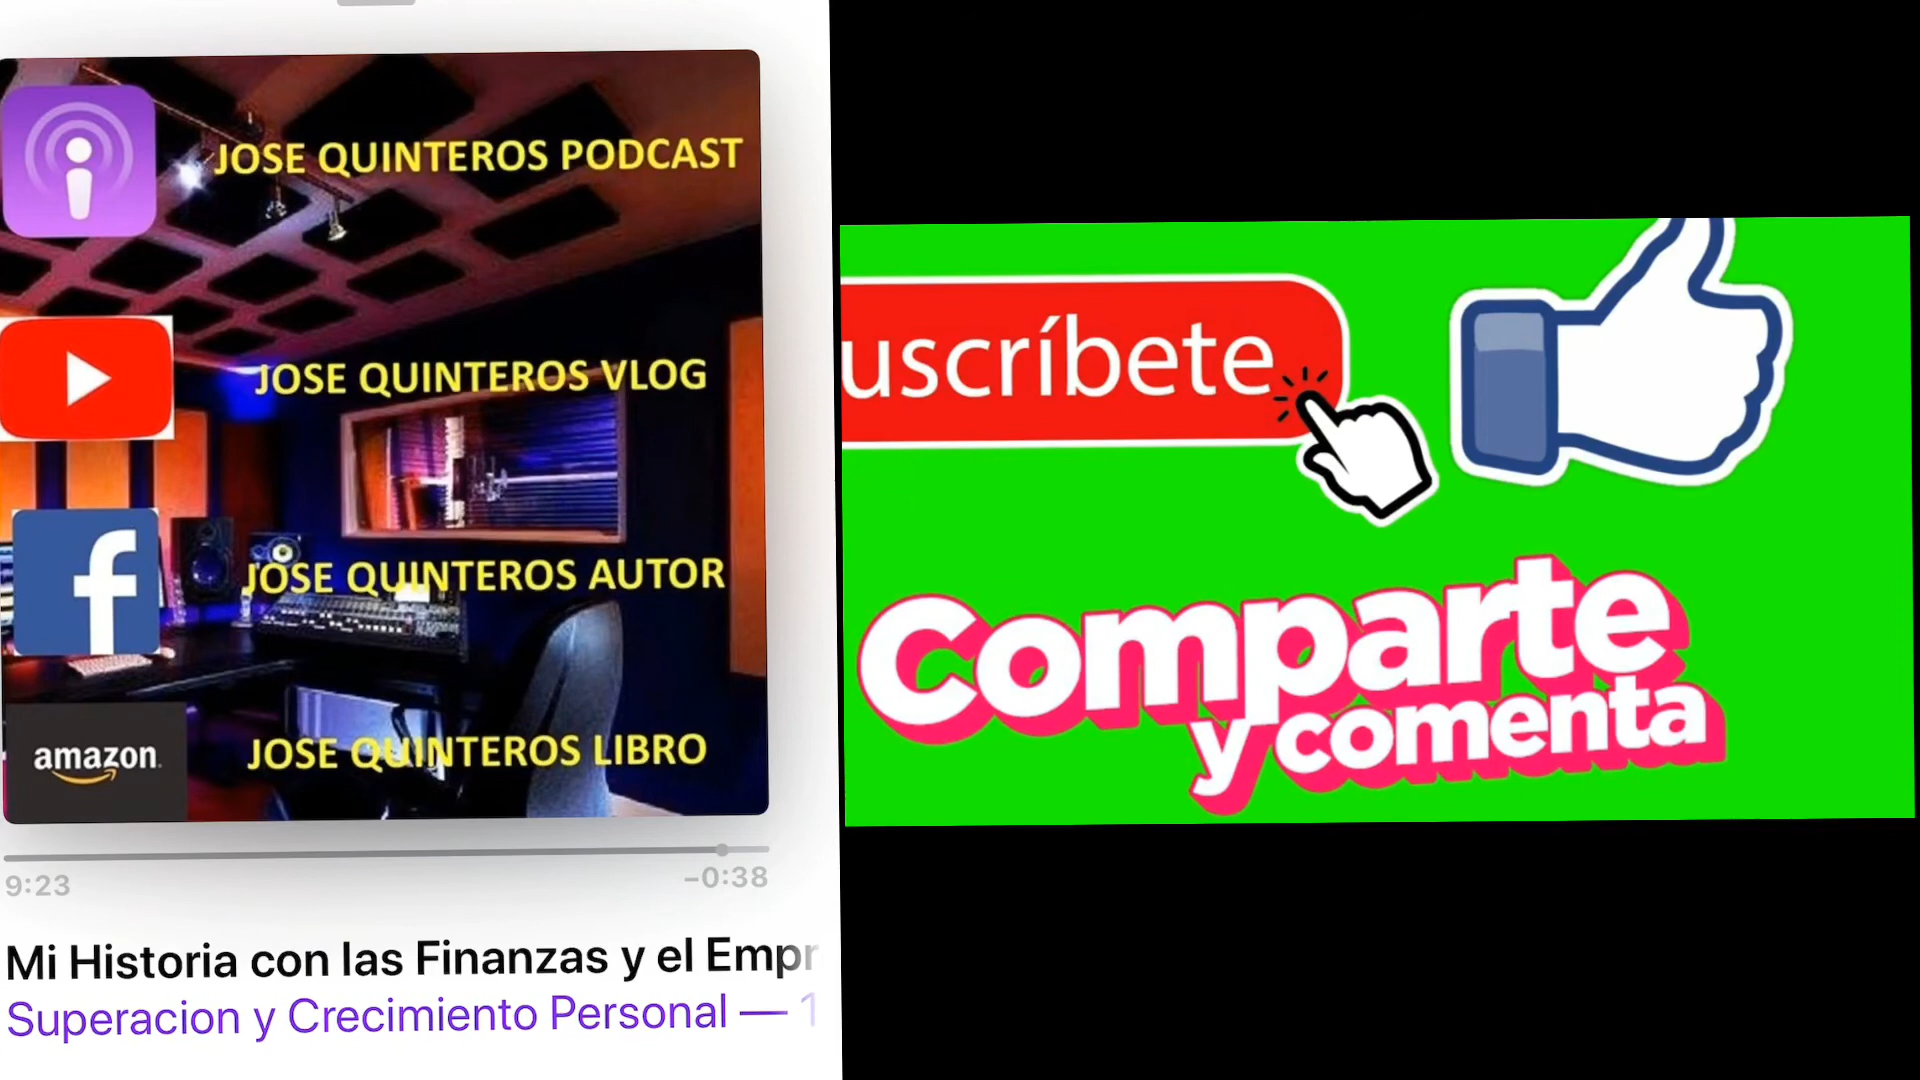 JOSE QUINTEROS PODCAST
JOSE QUINTEROS VLOG
f
JOSE QUINTEROS AUTOR
amazon
JOSE QUINTEROS LIBRO
9:23
-0:38
Mi Historia con las Finanzas y el Empr
Superacion y Crecimiento Personal — 1
uscríbete
Comparte
y comenta